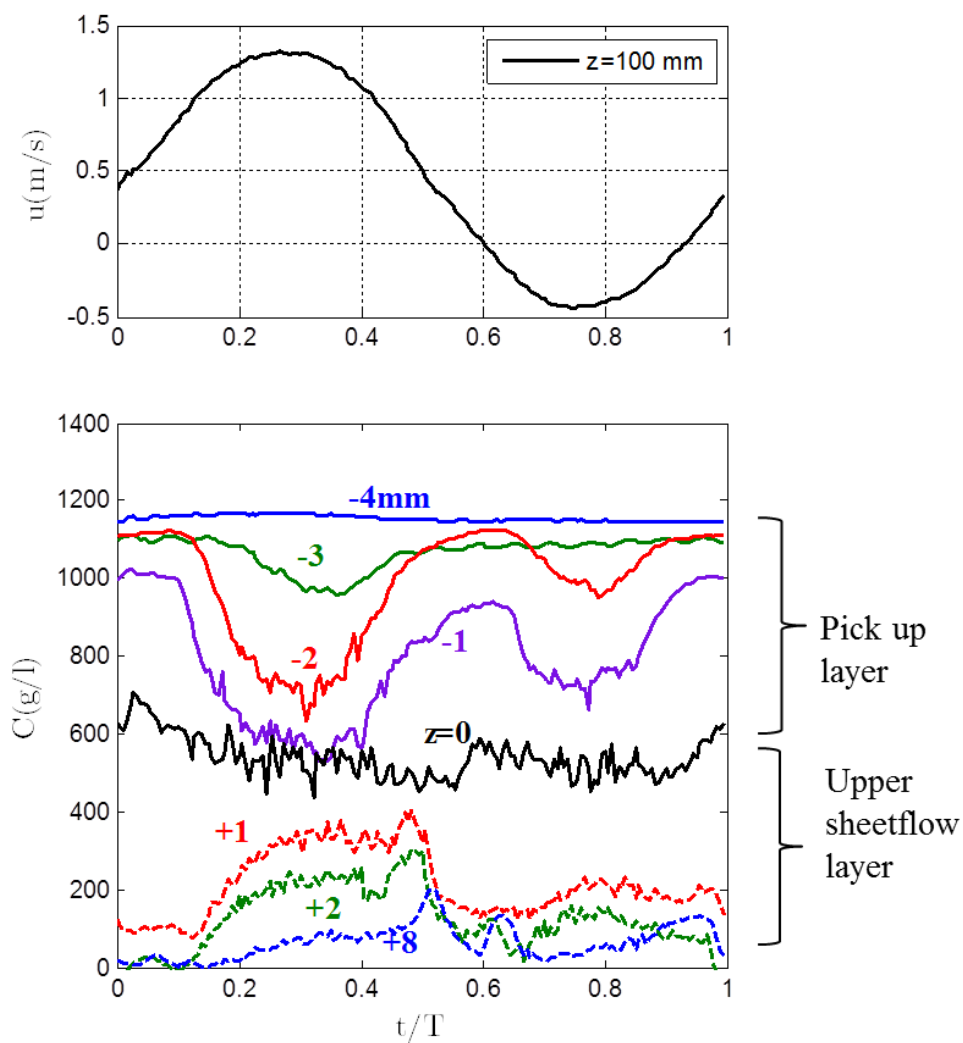 1.5
z=100 mm
1
u(m/s)
0.5
0
-0.5
0 0.2 0.4 0.6 0.8 1
1400
1200
-4mm
1000
-3
800
-2
-1
C(g/l)
600
z=0
400
+1
200
+2
+8
0
0 0.2 0.4 0.6 0.8 1
t/T
Pick up
layer
Upper
sheetflow
layer